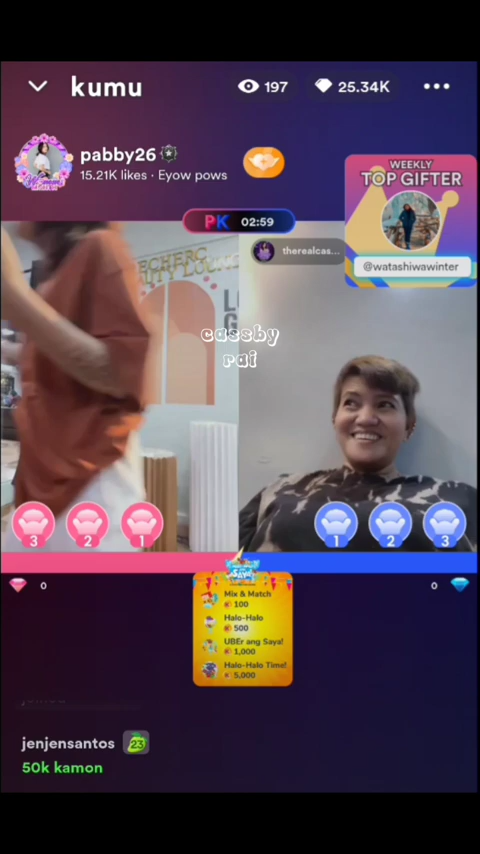 kumu
197
25.34K
pabby26
15.21K likes · Eyow pows
WEEKLY
TOP GIFTER
@watashiwawinter
PK 02:59
therealcas...
cassby
rai
3
2
1
1
2
3
0
0
Mix & Match
100
Halo-Halo
500
UBEr ang Saya!
1,000
Halo-Halo Time!
5,000
jenjensantos 23
50k kamon